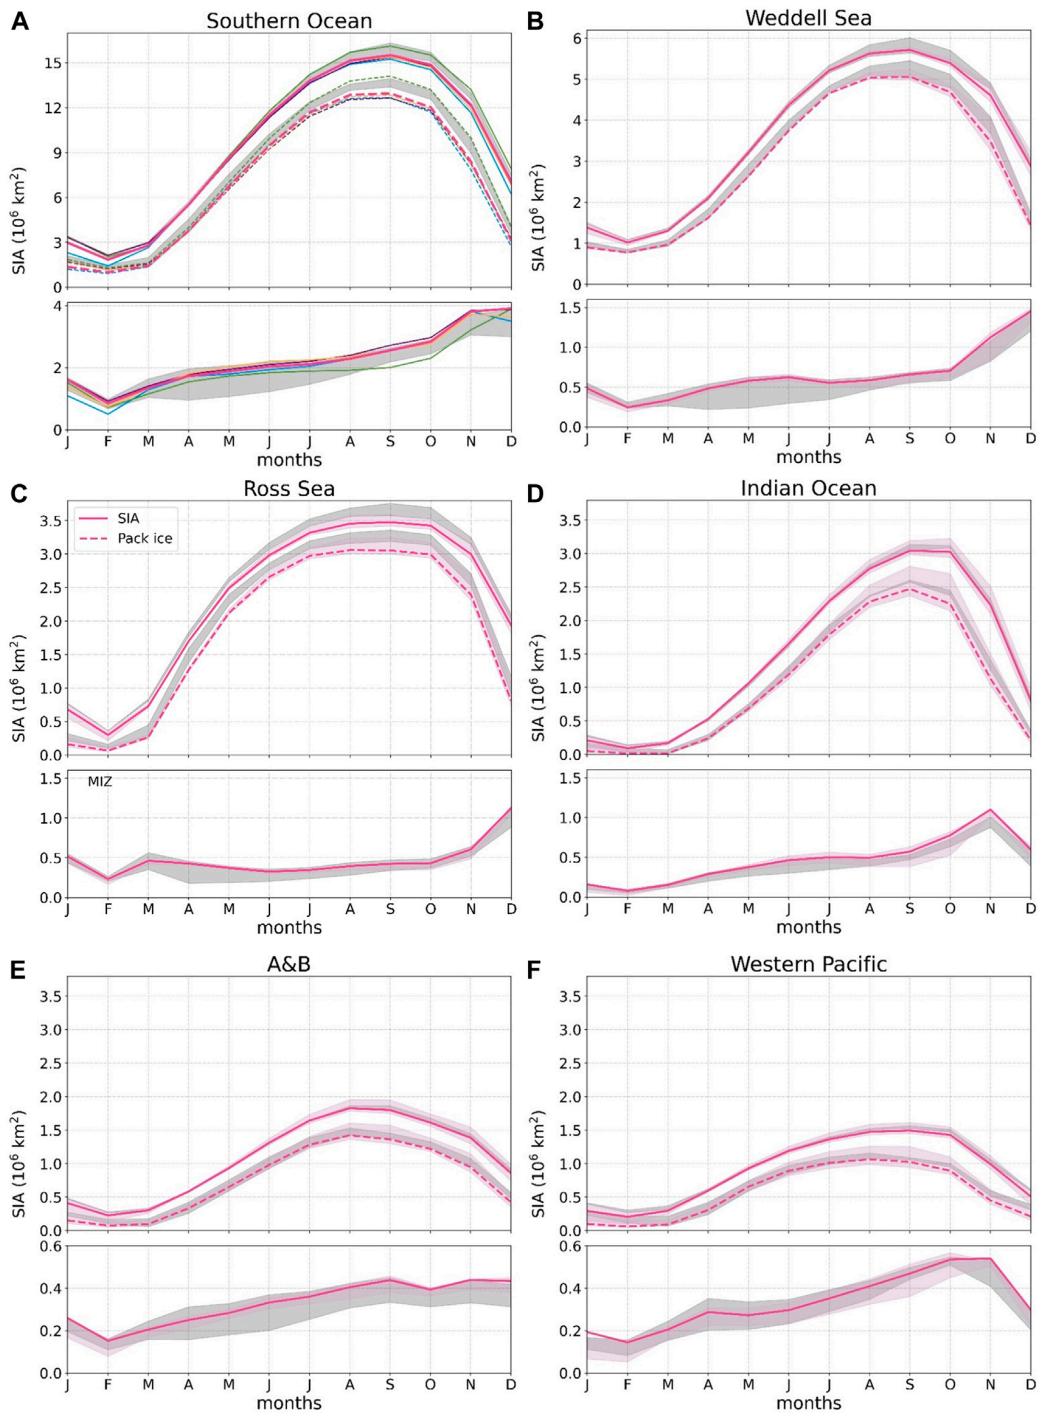 A Southern Ocean
SIA (10⁶ km²)
15
12
9
6
3
0
4
2
0
J F M A M J J A S O N D
months
B Weddell Sea
SIA (10⁶ km²)
6
5
4
3
2
1
0
1.5
1.0
0.5
0.0
J F M A M J J A S O N D
months
C Ross Sea
SIA
Pack ice
SIA (10⁶ km²)
3.5
3.0
2.5
2.0
1.5
1.0
0.5
0.0
MIZ
1.5
1.0
0.5
0.0
J F M A M J J A S O N D
months
D Indian Ocean
SIA (10⁶ km²)
3.5
3.0
2.5
2.0
1.5
1.0
0.5
0.0
1.5
1.0
0.5
0.0
J F M A M J J A S O N D
months
E A&B
SIA (10⁶ km²)
3.5
3.0
2.5
2.0
1.5
1.0
0.5
0.0
0.6
0.4
0.2
0.0
J F M A M J J A S O N D
months
F Western Pacific
SIA (10⁶ km²)
3.5
3.0
2.5
2.0
1.5
1.0
0.5
0.0
0.6
0.4
0.2
0.0
J F M A M J J A S O N D
months